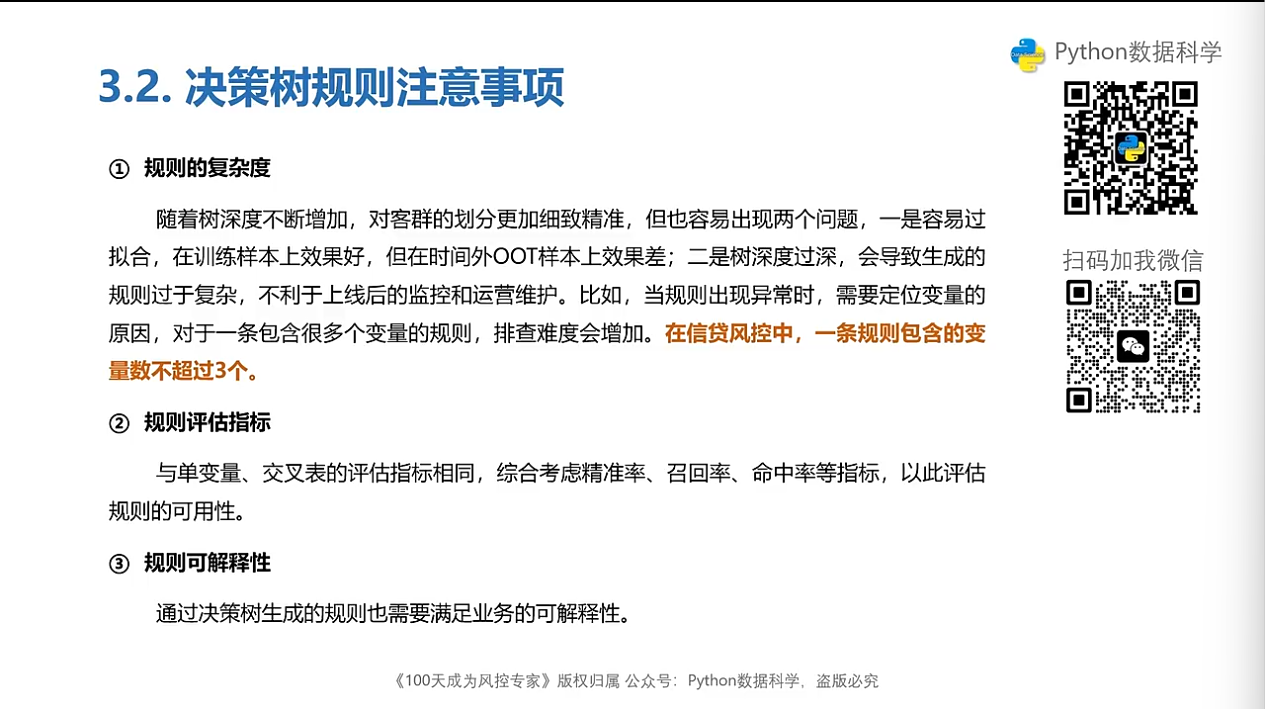 3.2. 决策树规则注意事项
Python数据科学
① 规则的复杂度
随着树深度不断增加，对客群的划分更加细致精准，但也容易出现两个问题，一是容易过
拟合，在训练样本上效果好，但在时间外OOT样本上效果差；二是树深度过深，会导致生成的
规则过于复杂，不利于上线后的监控和运营维护。比如，当规则出现异常时，需要定位变量的
原因，对于一条包含很多个变量的规则，排查难度会增加。在信贷风控中，一条规则包含的变
量数不超过3个。
② 规则评估指标
与单变量、交叉表的评估指标相同，综合考虑精准率、召回率、命中率等指标，以此评估
规则的可用性。
③ 规则可解释性
通过决策树生成的规则也需要满足业务的可解释性。
扫码加我微信
《100天成为风控专家》版权归属 公众号：Python数据科学，盗版必究